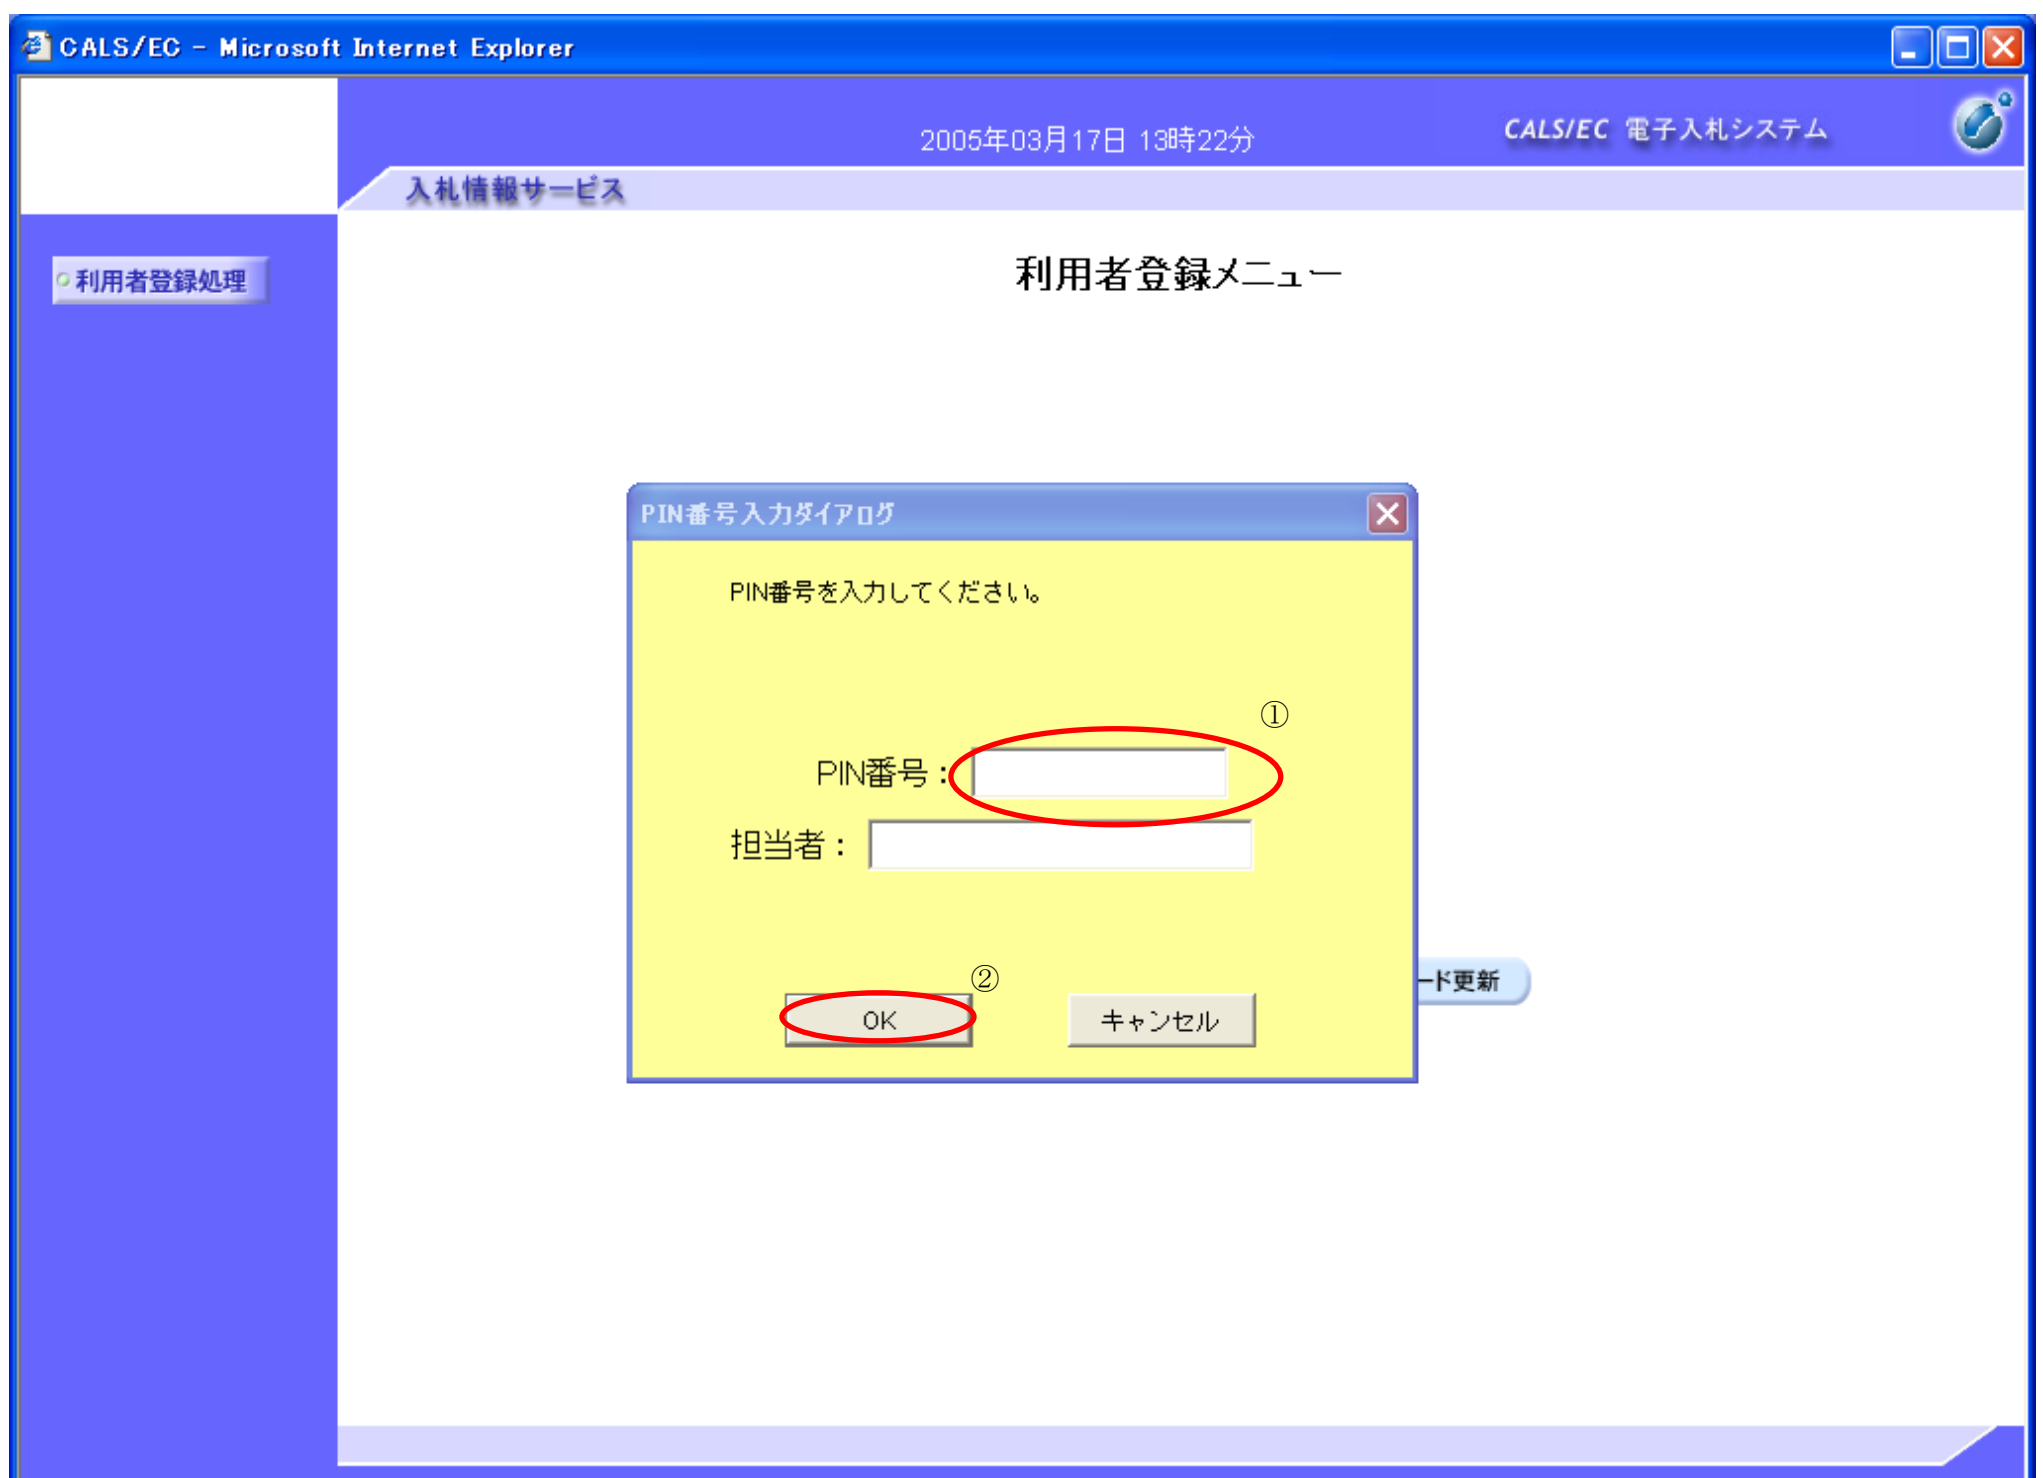 CALS/EC - Microsoft Internet Explorer
2005年03月17日 13時22分
CALS/EC 電子入札システム
入札情報サービス
利用者登録処理
利用者登録メニュー
PIN番号入力ダイアログ
PIN番号を入力してください。
①
PIN番号：
担当者：
②
OK
キャンセル
ード更新